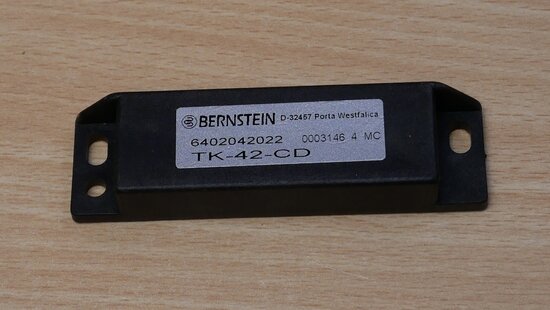 BERNSTEIN D-32457 Porta Westfalica
6402042022 0003146 4 MC
TK-42-CD